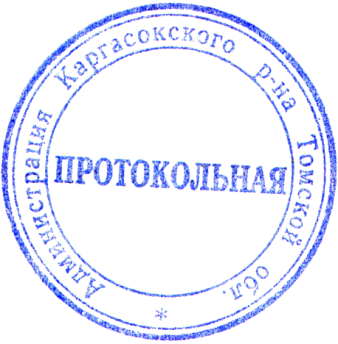 Администрация Каргасокского р-на Томской обл.
*
ПРОТОКОЛЬНАЯ